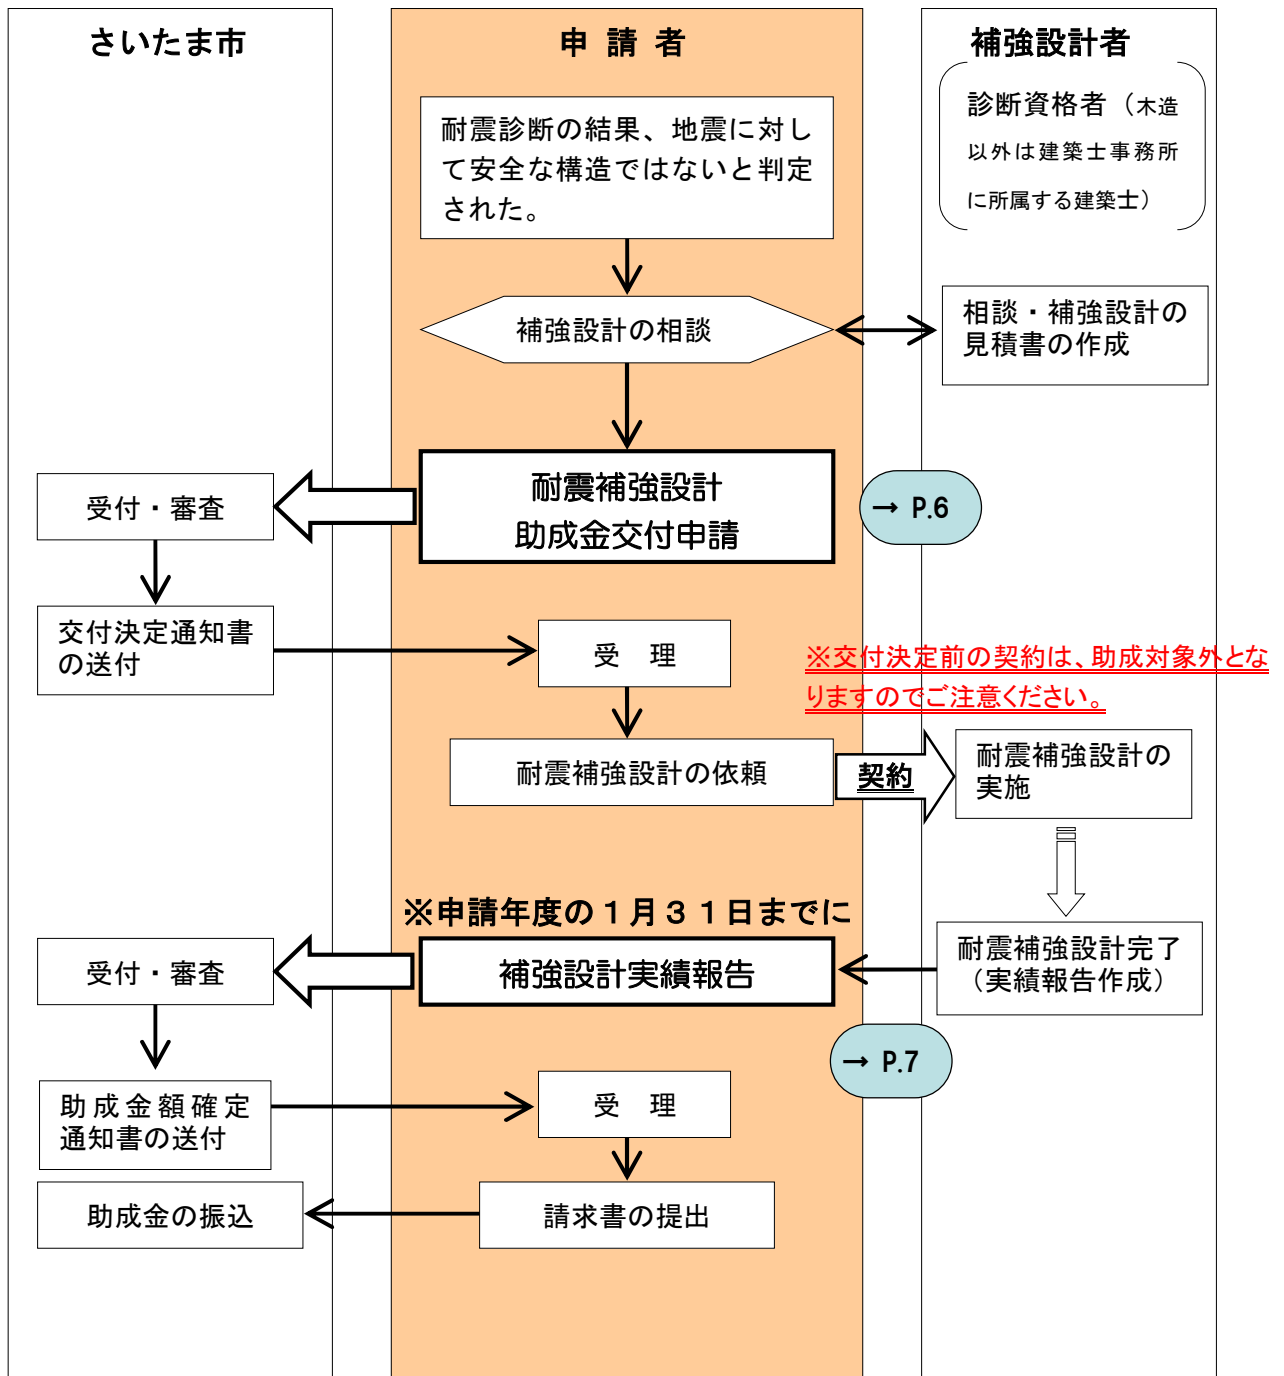 さいたま市
申 請 者
補強設計者
診断資格者（木造
以外は建築士事務所
に所属する建築士）
耐震診断の結果、地震に対し
て安全な構造ではないと判定
された。
補強設計の相談
相談・補強設計の
見積書の作成
耐震補強設計
助成金交付申請
→ P.6
受付・審査
交付決定通知書
の送付
受　理
※交付決定前の契約は、助成対象外とな
りますのでご注意ください。
耐震補強設計の依頼
契約
耐震補強設計の
実施
※申請年度の１月３１日までに
補強設計実績報告
耐震補強設計完了
（実績報告作成）
受付・審査
→ P.7
助成金額確定
通知書の送付
受　理
請求書の提出
助成金の振込